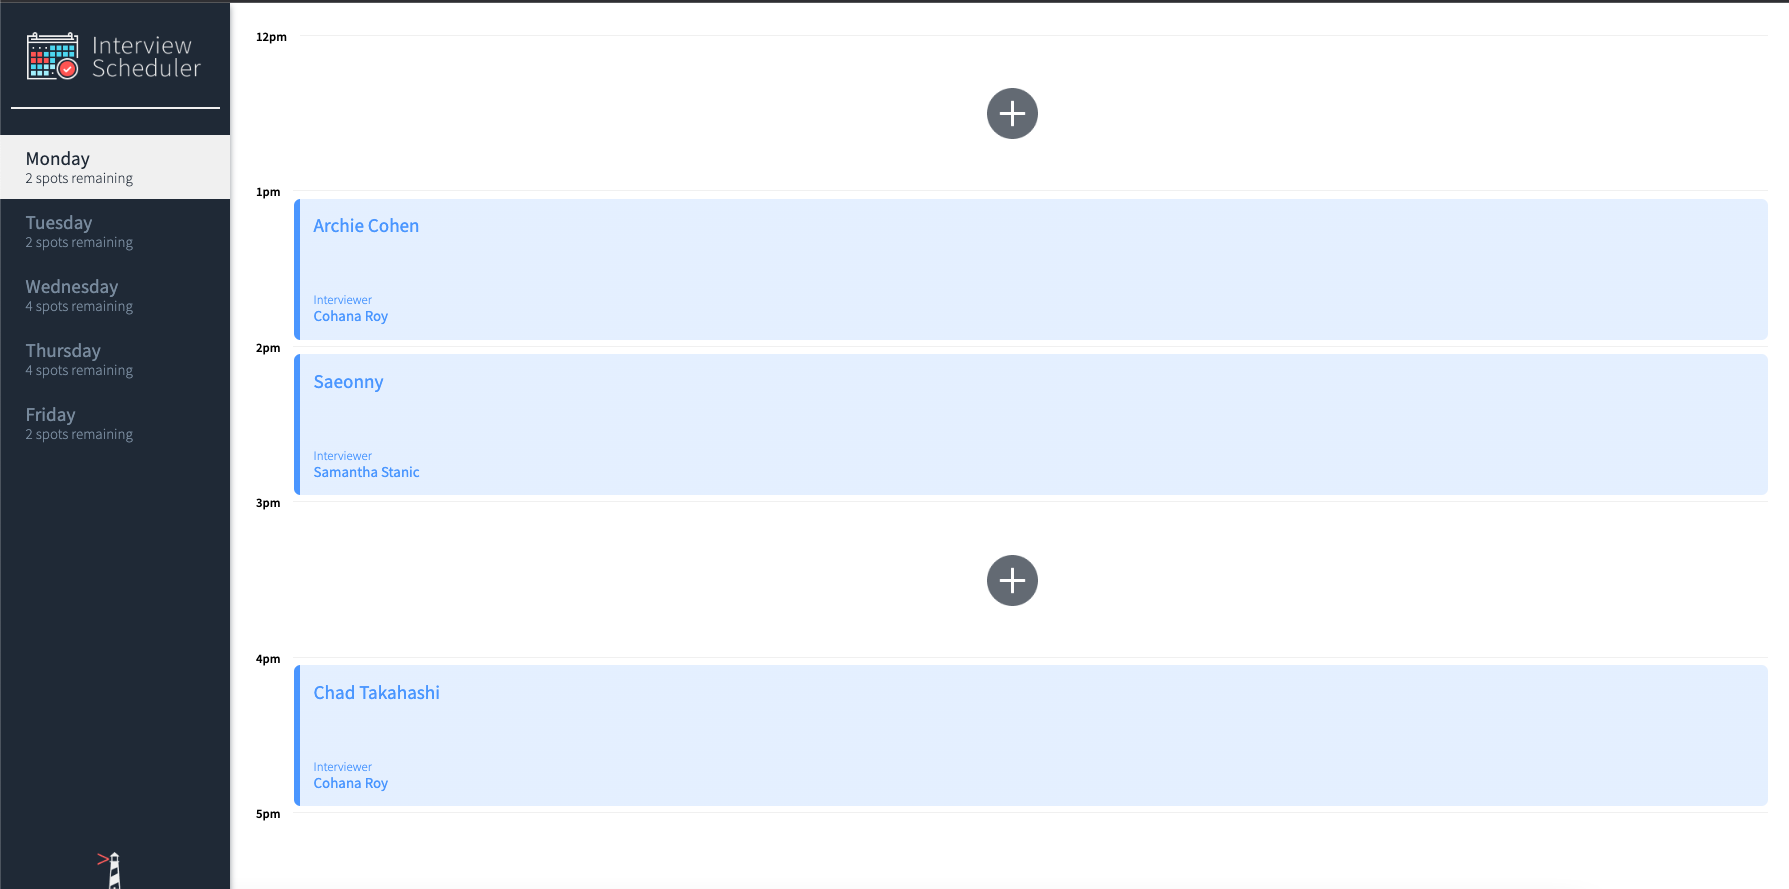 Interview
Scheduler
Monday
2 spots remaining
Tuesday
2 spots remaining
Wednesday
4 spots remaining
Thursday
4 spots remaining
Friday
2 spots remaining
12pm
1pm
Archie Cohen
Interviewer
Cohana Roy
2pm
Saeonny
Interviewer
Samantha Stanic
3pm
4pm
Chad Takahashi
Interviewer
Cohana Roy
5pm